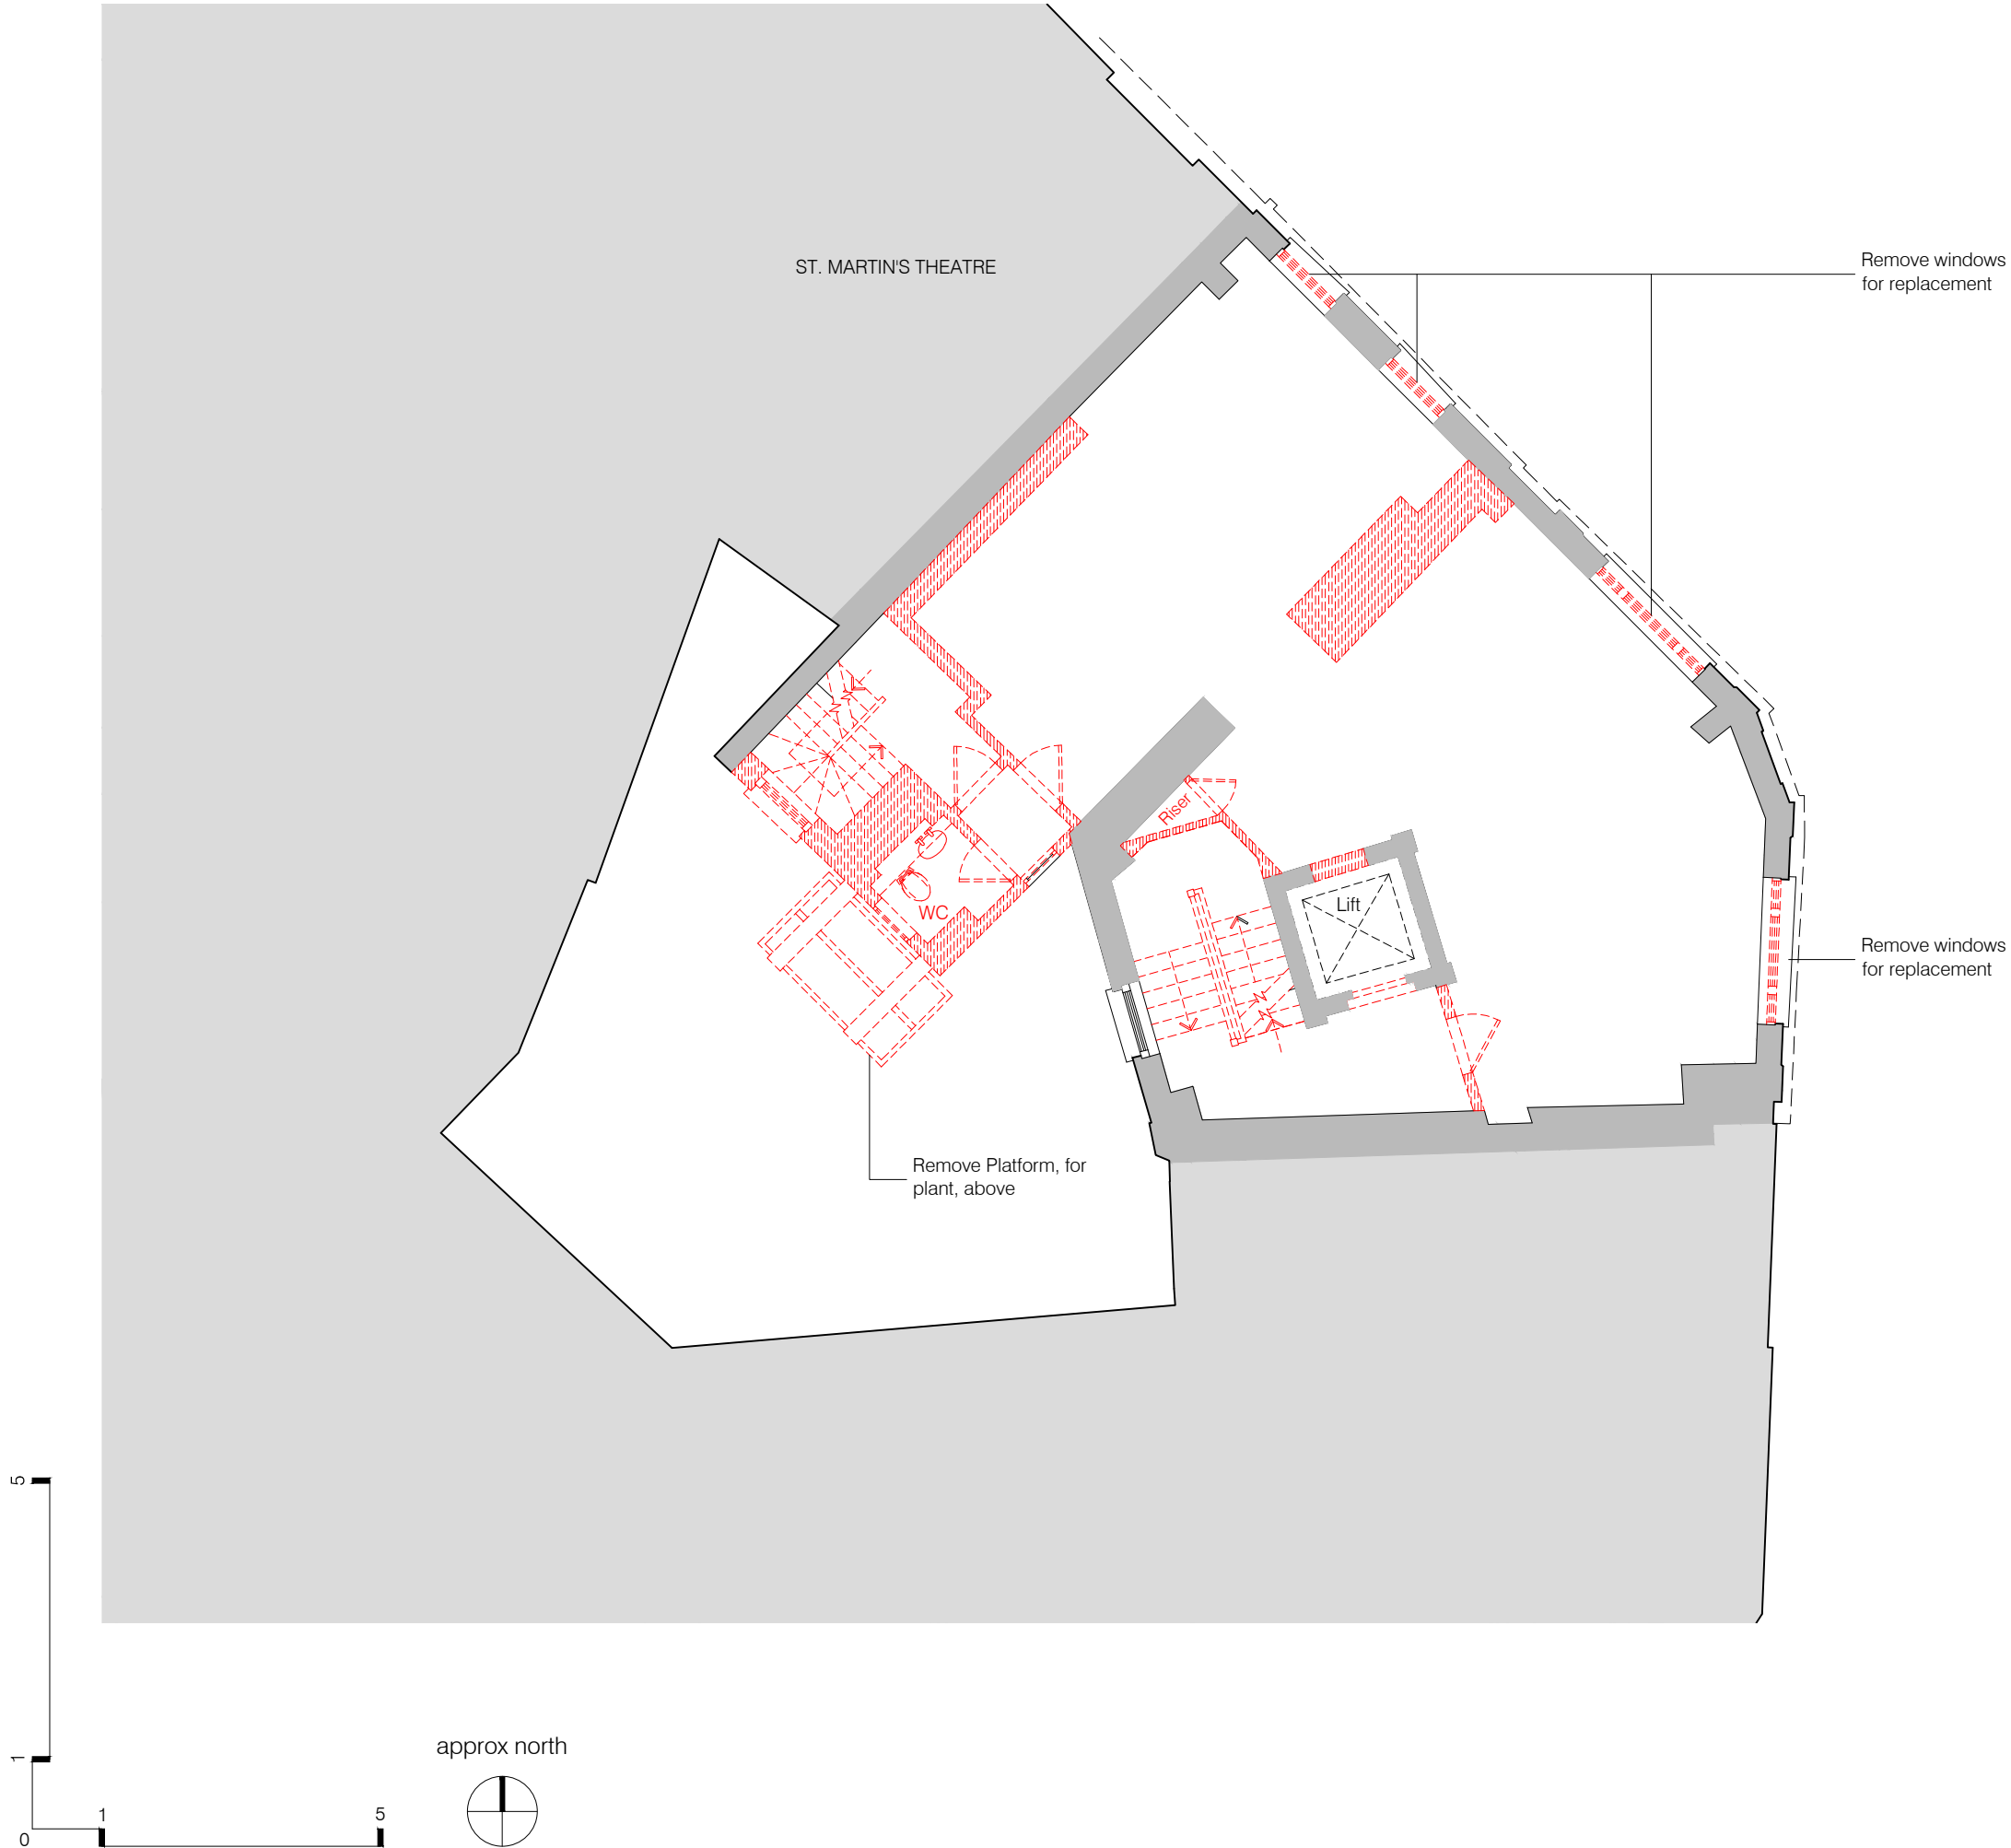 ST. MARTIN'S THEATRE
Remove windows
for replacement
Riser
Lift
WC
Remove windows
for replacement
Remove Platform, for
plant, above
5
1
0
1
5
approx north